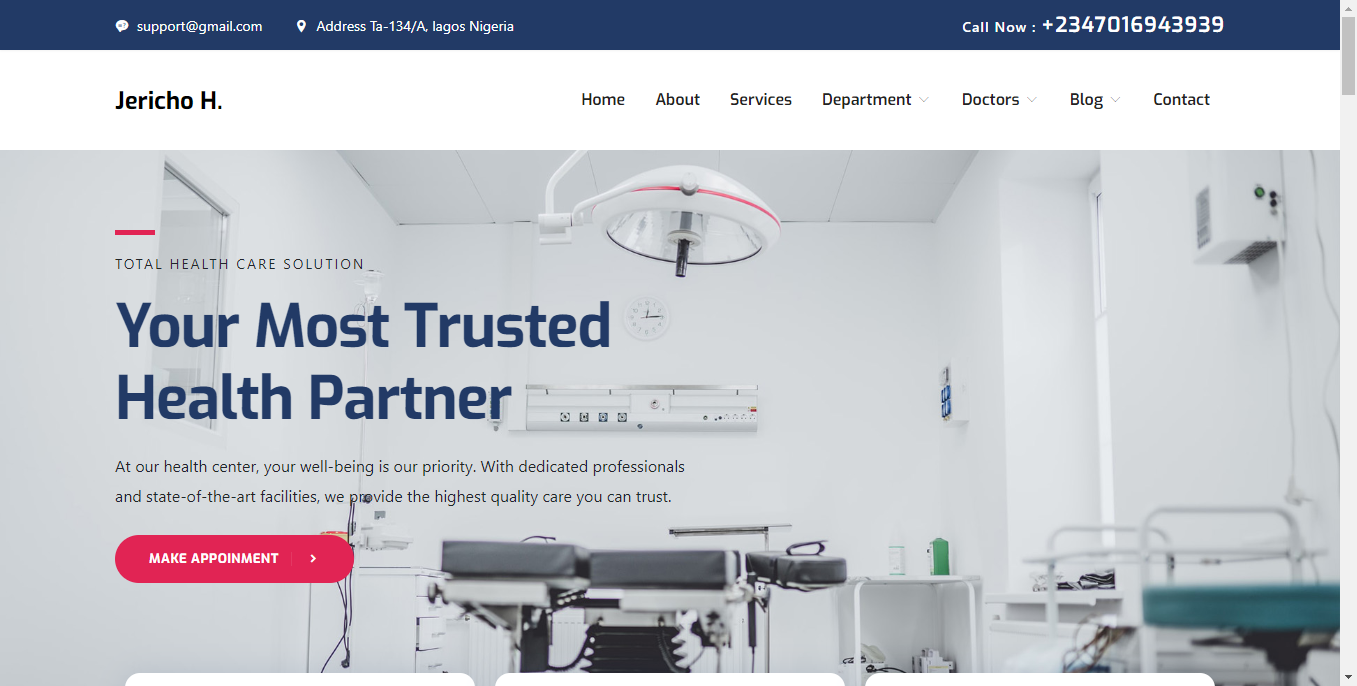 support@gmail.com
Address Ta-134/A, lagos Nigeria
Call Now : +2347016943939
Jericho H.
Home
About
Services
Department
Doctors
Blog
Contact
TOTAL HEALTH CARE SOLUTION
Your Most Trusted
Health Partner
At our health center, your well-being is our priority. With dedicated professionals
and state-of-the-art facilities, we provide the highest quality care you can trust.
MAKE APPOINMENT